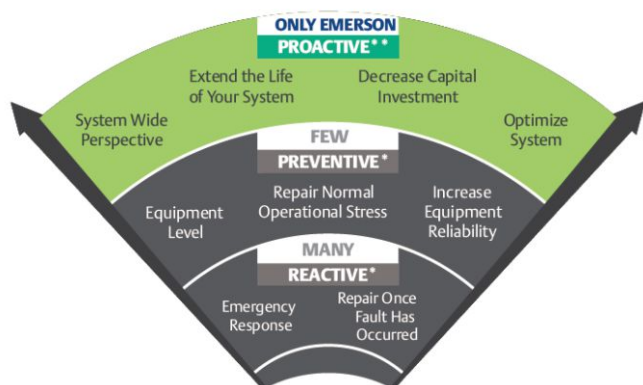 ONLY EMERSON
PROACTIVE**
Extend the Life
of Your System
Decrease Capital
Investment
System Wide
Perspective
Optimize
System
FEW
PREVENTIVE*
Equipment
Level
Repair Normal
Operational Stress
Increase
Equipment
Reliability
MANY
REACTIVE*
Emergency
Response
Repair Once
Fault Has
Occurred